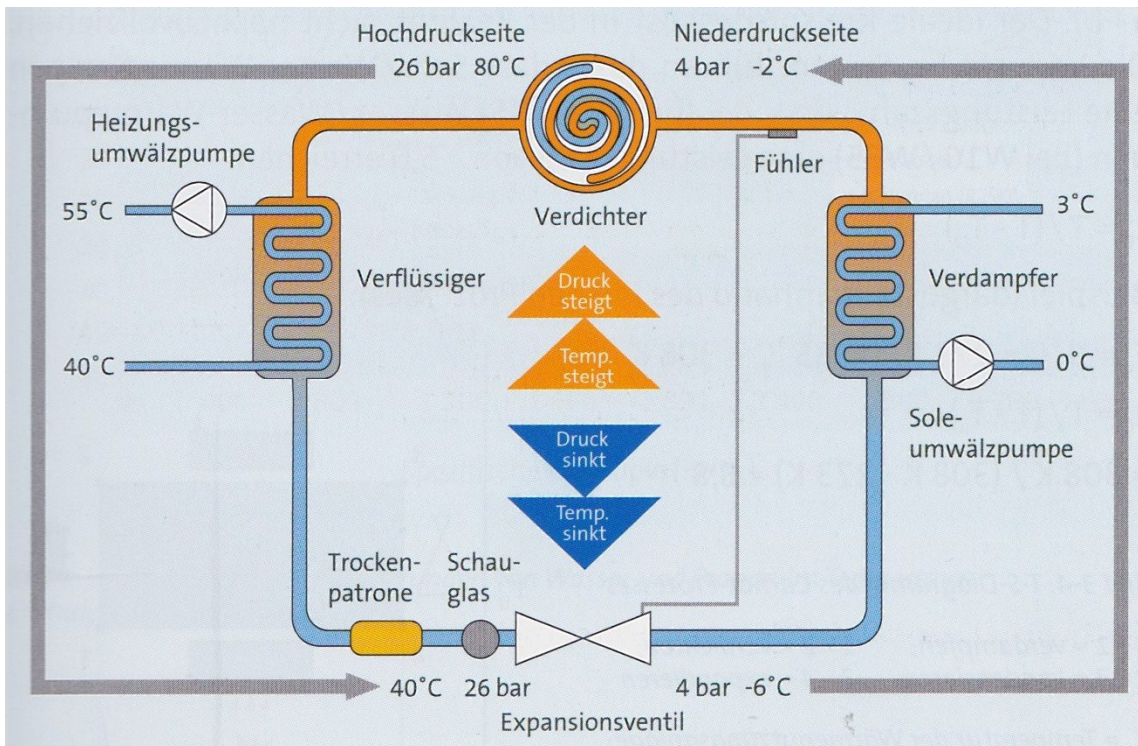 Hochdruckseite
26 bar 80°C
Niederdruckseite
4 bar -2°C
Heizungs-
umwälzpumpe
Fühler
55°C
3°C
Verdichter
Verflüssiger
Verdampfer
Druck
steigt
Temp.
steigt
40°C
0°C
Sole-
umwälzpumpe
Druck
sinkt
Temp.
sinkt
Trocken-
patrone
Schau-
glas
40°C 26 bar
4 bar -6°C
Expansionsventil